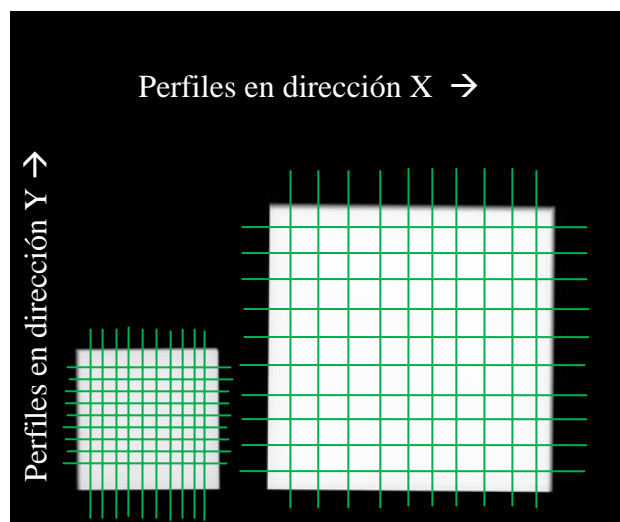 Perfiles en dirección X →
Perfiles en dirección Y →